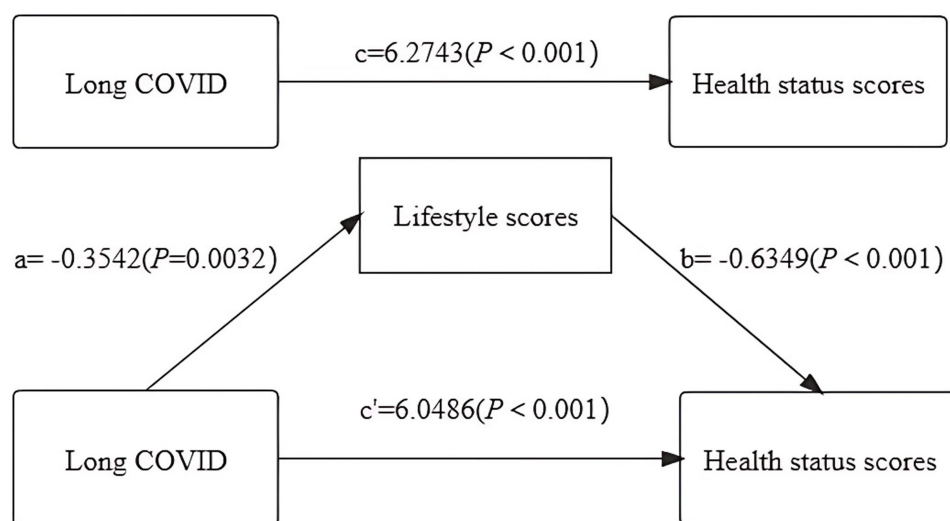 c=6.2743(P < 0.001)
Long COVID
Health status scores
Lifestyle scores
a= -0.3542(P=0.0032)
b= -0.6349(P < 0.001)
c'=6.0486(P < 0.001)
Long COVID
Health status scores